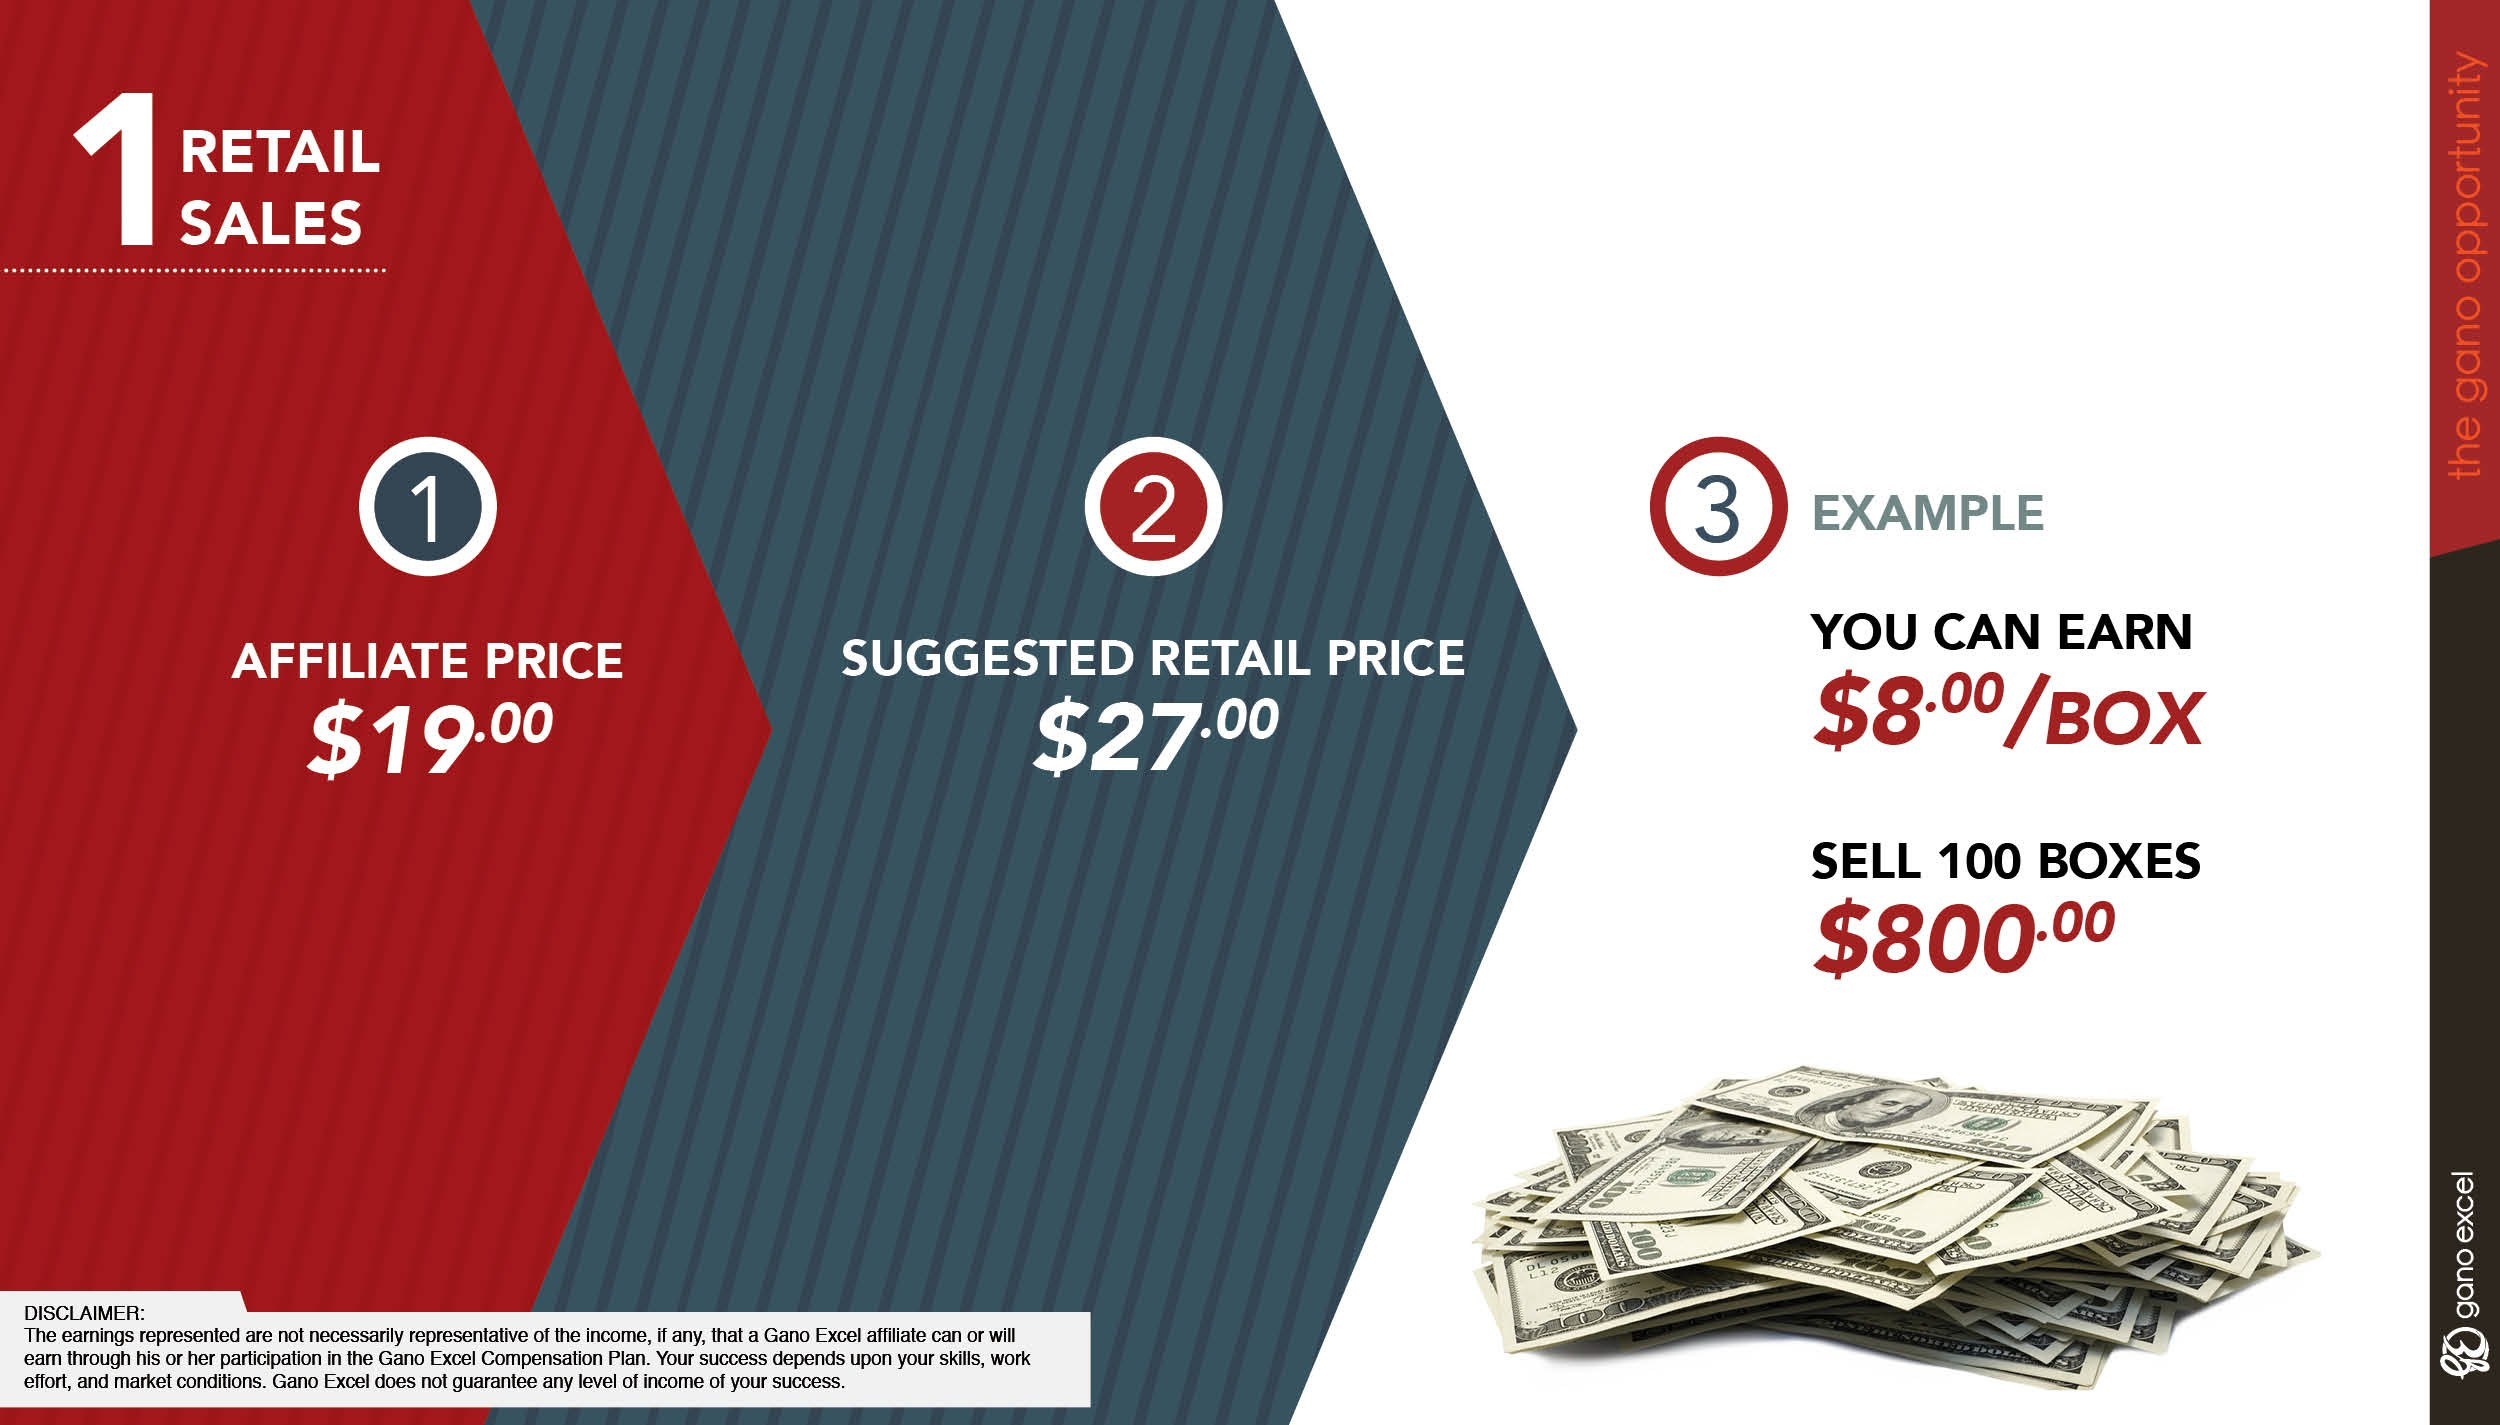 1 RETAIL
SALES
1
AFFILIATE PRICE
$19.00
2
SUGGESTED RETAIL PRICE
$27.00
3 EXAMPLE
YOU CAN EARN
$8.00/BOX
SELL 100 BOXES
$800.00
DISCLAIMER:
The earnings represented are not necessarily representative of the income, if any, that a Gano Excel affiliate can or will
earn through his or her participation in the Gano Excel Compensation Plan. Your success depends upon your skills, work
effort, and market conditions. Gano Excel does not guarantee any level of income of your success.
the gano opportunity
gano excel